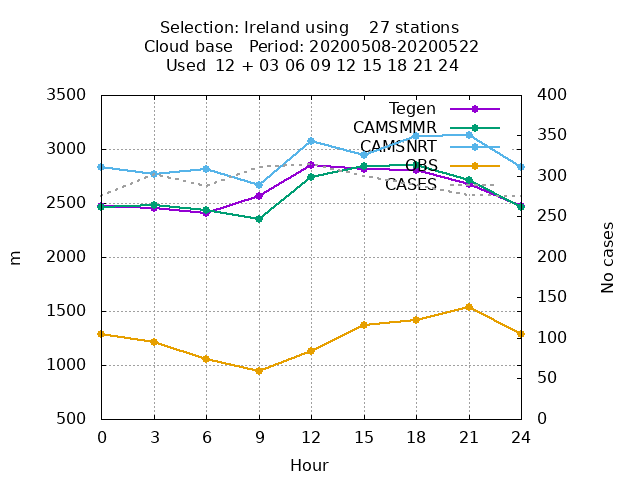 Selection: Ireland using    27 stations
Cloud base   Period: 20200508-20200522
Used  12 + 03 06 09 12 15 18 21 24
3500 400
Tegen
350
CAMSMMR
3000 CAMSNRT
300
OBS
CASES
2500 250
m 2000 200 No cases
150
1500
100
1000
50
500 0
0 3 6 9 12 15 18 21 24
Hour